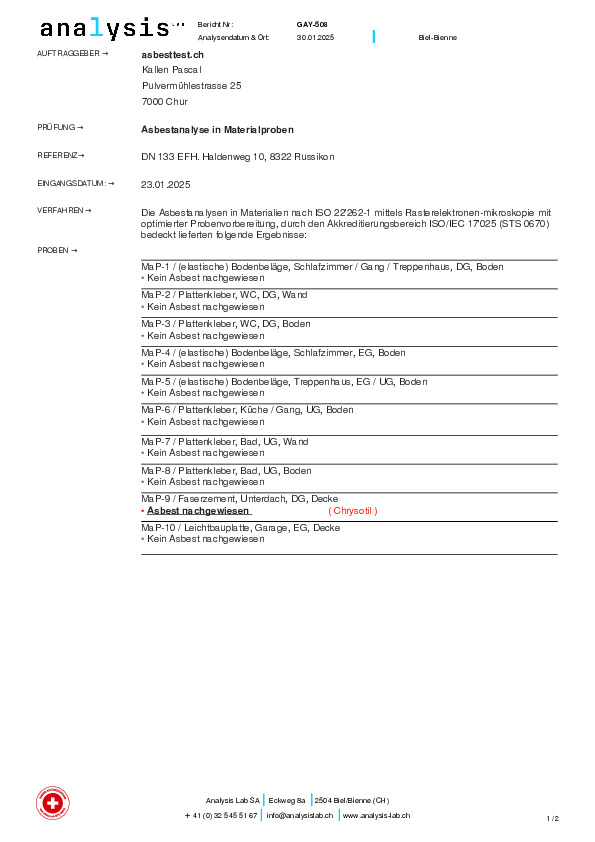 analysis
Bericht Nr: GAY-508
Analysendatum & Ort: 30.01.2025 Biel-Bienne
AUFTRAGGEBER → asbesttest.ch
Kallen Pascal
Pulvermühlestrasse 25
7000 Chur
PRÜFUNG → Asbestanalyse in Materialproben
REFERENZ→ DN 133 EFH. Haldenweg 10, 8322 Russikon
EINGANGSDATUM: → 23.01.2025
VERFAHREN → Die Asbestanalysen in Materialien nach ISO 22'262-1 mittels Rasterelektronen-mikroskopie mit
optimierter Probenvorbereitung, durch den Akkreditierungsbereich ISO/IEC 17'025 (STS 0670)
bedeckt lieferten folgende Ergebnisse:
PROBEN →
MaP-1 / (elastische) Bodenbeläge, Schlafzimmer / Gang / Treppenhaus, DG, Boden
• Kein Asbest nachgewiesen
MaP-2 / Plattenkleber, WC, DG, Wand
• Kein Asbest nachgewiesen
MaP-3 / Plattenkleber, WC, DG, Boden
• Kein Asbest nachgewiesen
MaP-4 / (elastische) Bodenbeläge, Schlafzimmer, EG, Boden
• Kein Asbest nachgewiesen
MaP-5 / (elastische) Bodenbeläge, Treppenhaus, EG / UG, Boden
• Kein Asbest nachgewiesen
MaP-6 / Plattenkleber, Küche / Gang, UG, Boden
• Kein Asbest nachgewiesen
MaP-7 / Plattenkleber, Bad, UG, Wand
• Kein Asbest nachgewiesen
MaP-8 / Plattenkleber, Bad, UG, Boden
• Kein Asbest nachgewiesen
MaP-9 / Faserzement, Unterdach, DG, Decke
• Asbest nachgewiesen ( Chrysotil )
MaP-10 / Leichtbauplatte, Garage, EG, Decke
• Kein Asbest nachgewiesen
Analysis Lab SA | Eckweg 8a | 2504 Biel/Bienne (CH)
+ 41 (0) 32 545 51 67 | info@analysislab.ch | www.analysis-lab.ch
1 / 2